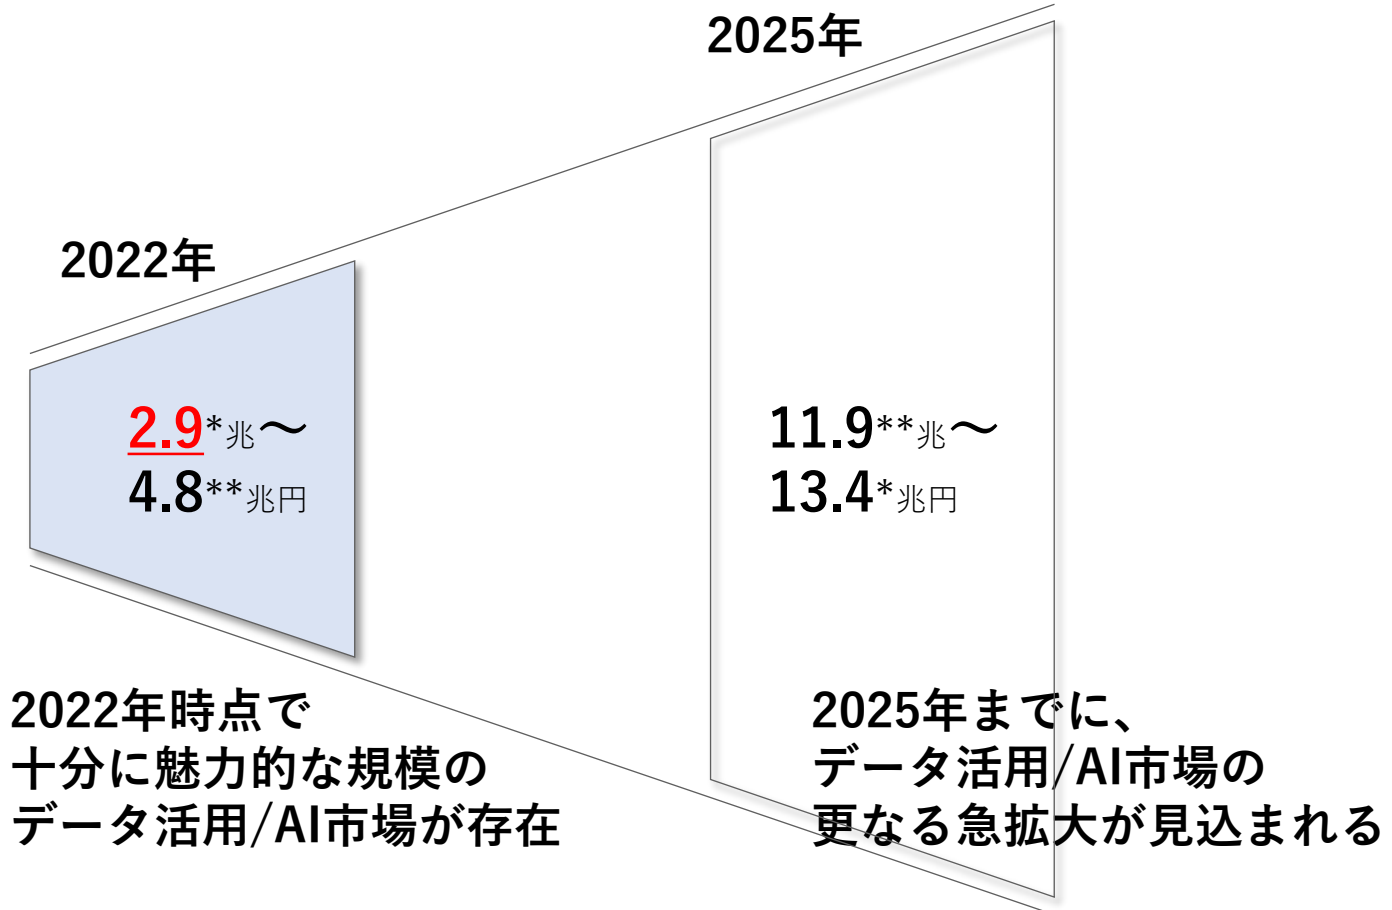 2022年
2.9*兆～
4.8**兆円
2022年時点で
十分に魅力的な規模の
データ活用/AI市場が存在
2025年
11.9**兆～
13.4*兆円
2025年までに、
データ活用/AI市場の
更なる急拡大が見込まれる